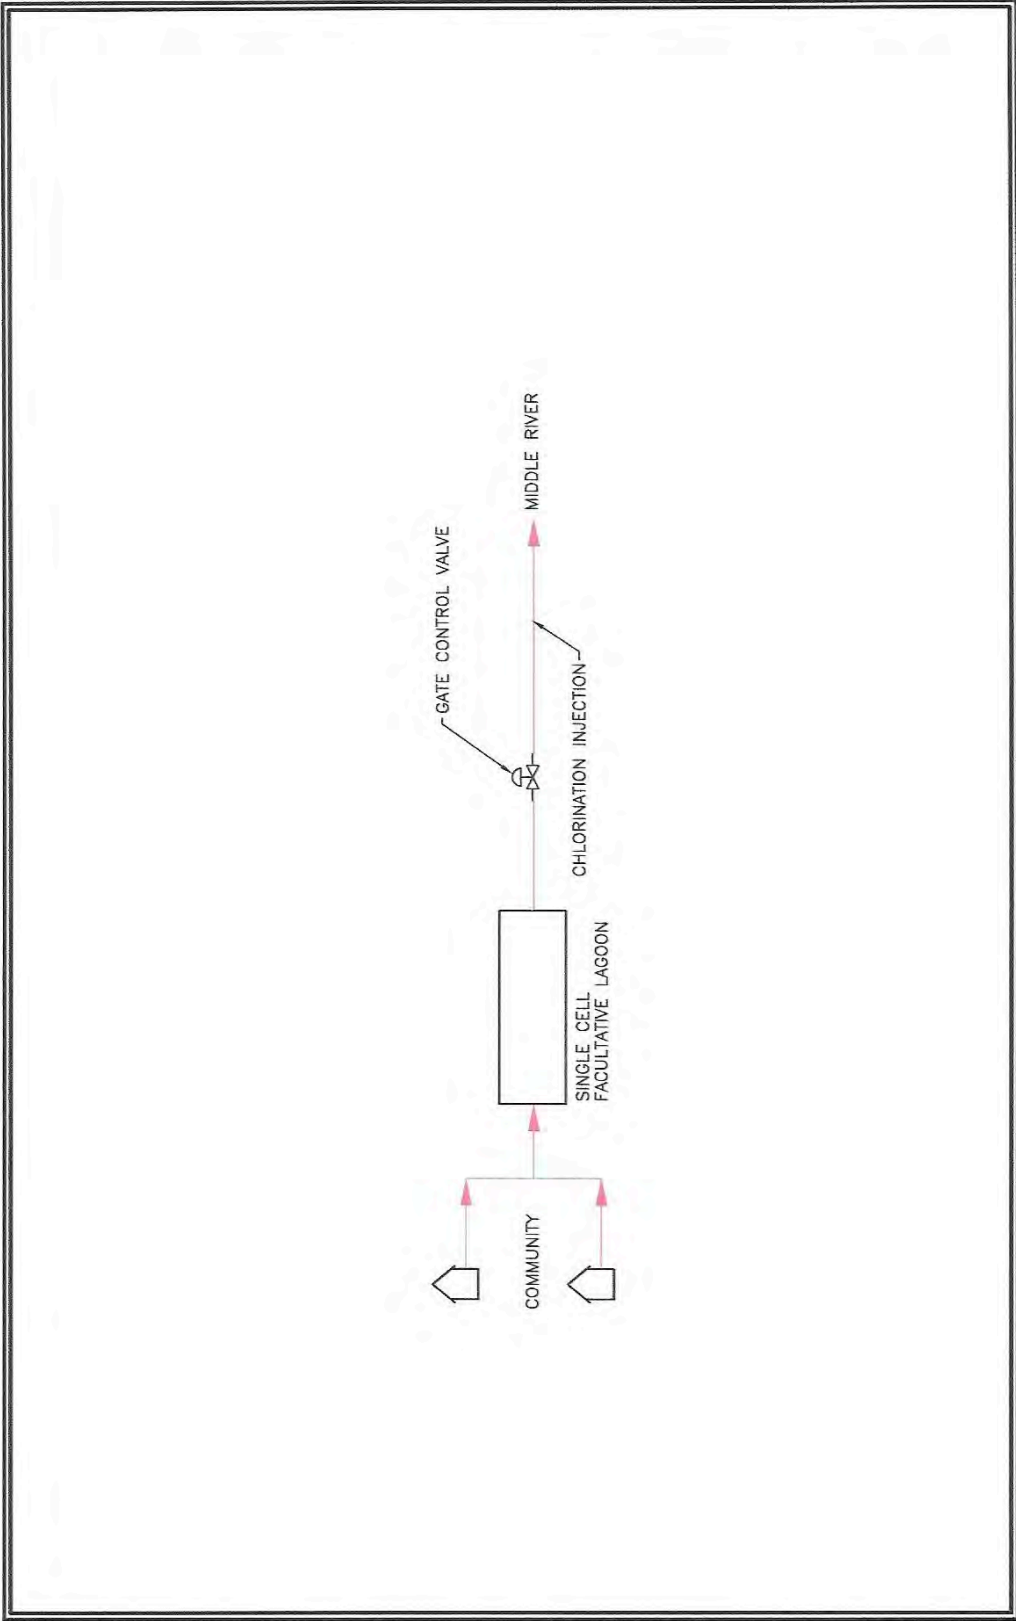 COMMUNITY
SINGLE CELL
FACULTATIVE LAGOON
GATE CONTROL VALVE
CHLORINATION INJECTION
MIDDLE RIVER